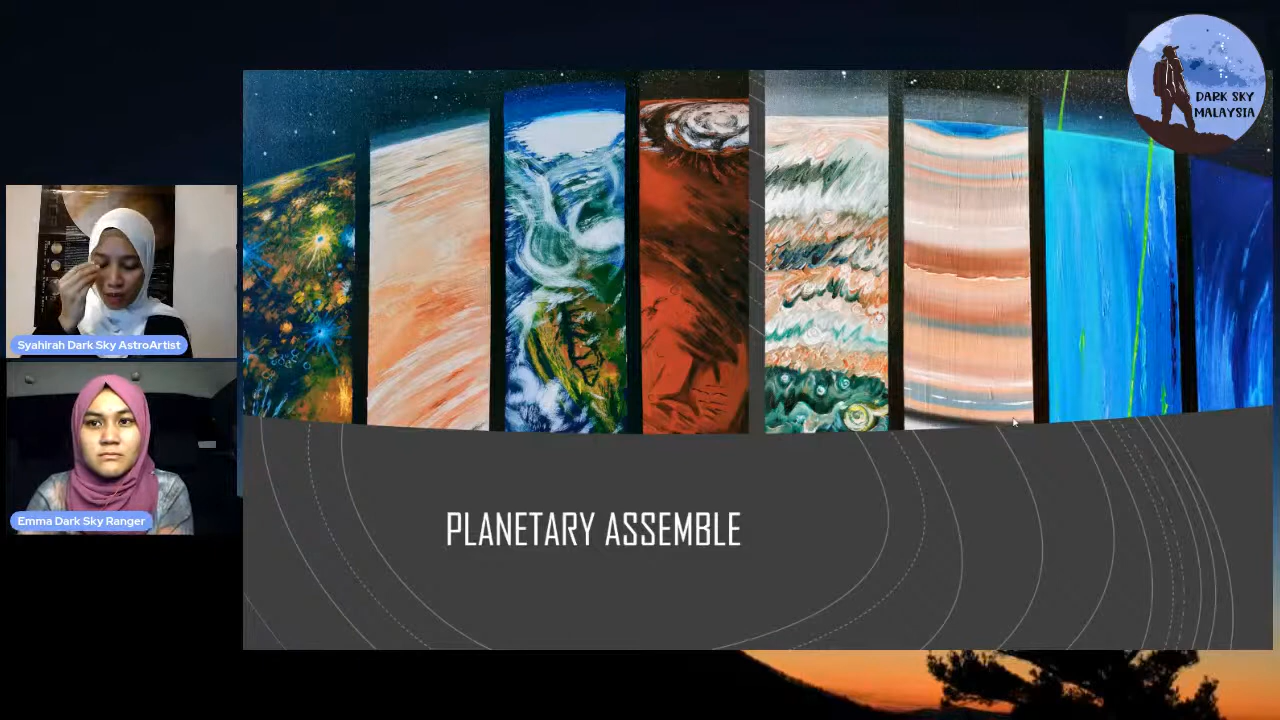 DARK SKY
MALAYSIA
Syahirah Dark Sky AstroArtist
Emma Dark Sky Ranger
PLANETARY ASSEMBLE